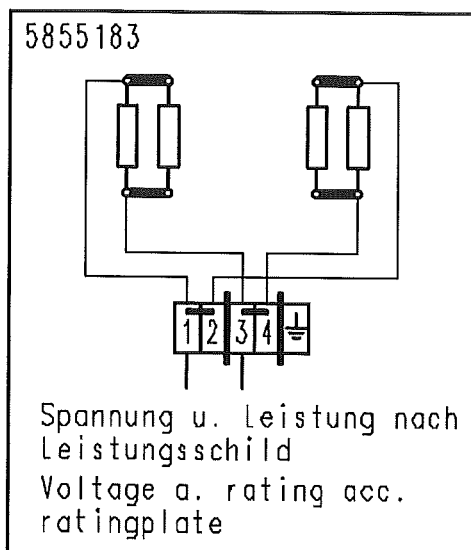 5855183
1 2 3 4
Spannung u. Leistung nach
Leistungsschild
Voltage a. rating acc.
ratingplate